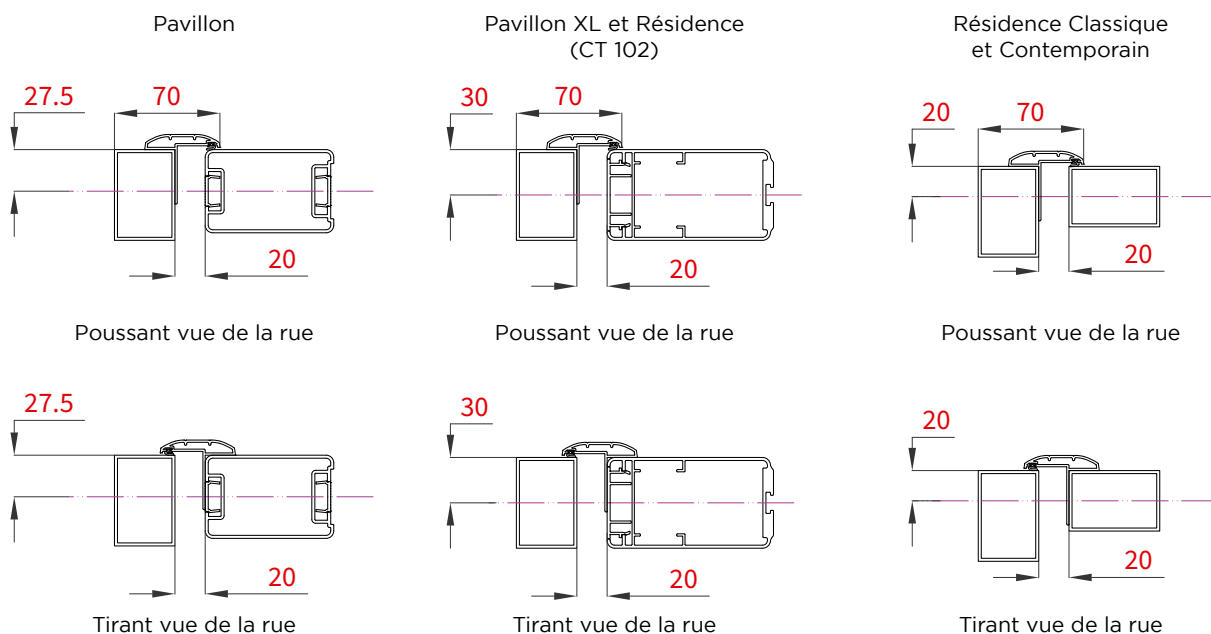 Pavillon
Pavillon XL et Résidence
(CT 102)
Résidence Classique
et Contemporain
27.5
70
20
Poussant vue de la rue
30
70
20
Poussant vue de la rue
20
70
20
Poussant vue de la rue
27.5
20
Tirant vue de la rue
30
20
Tirant vue de la rue
20
20
Tirant vue de la rue